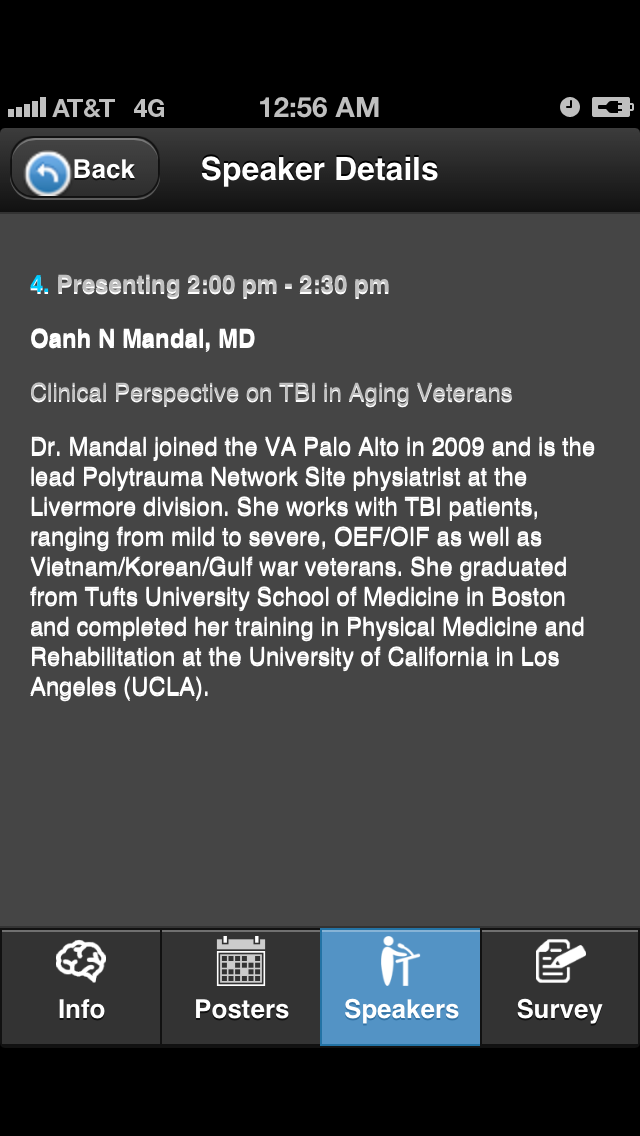 AT&T 4G 12:56 AM
Back
Speaker Details
4. Presenting 2:00 pm - 2:30 pm
Oanh N Mandal, MD
Clinical Perspective on TBI in Aging Veterans
Dr. Mandal joined the VA Palo Alto in 2009 and is the
lead Polytrauma Network Site physiatrist at the
Livermore division. She works with TBI patients,
ranging from mild to severe, OEF/OIF as well as
Vietnam/Korean/Gulf war veterans. She graduated
from Tufts University School of Medicine in Boston
and completed her training in Physical Medicine and
Rehabilitation at the University of California in Los
Angeles (UCLA).
Info Posters Speakers Survey